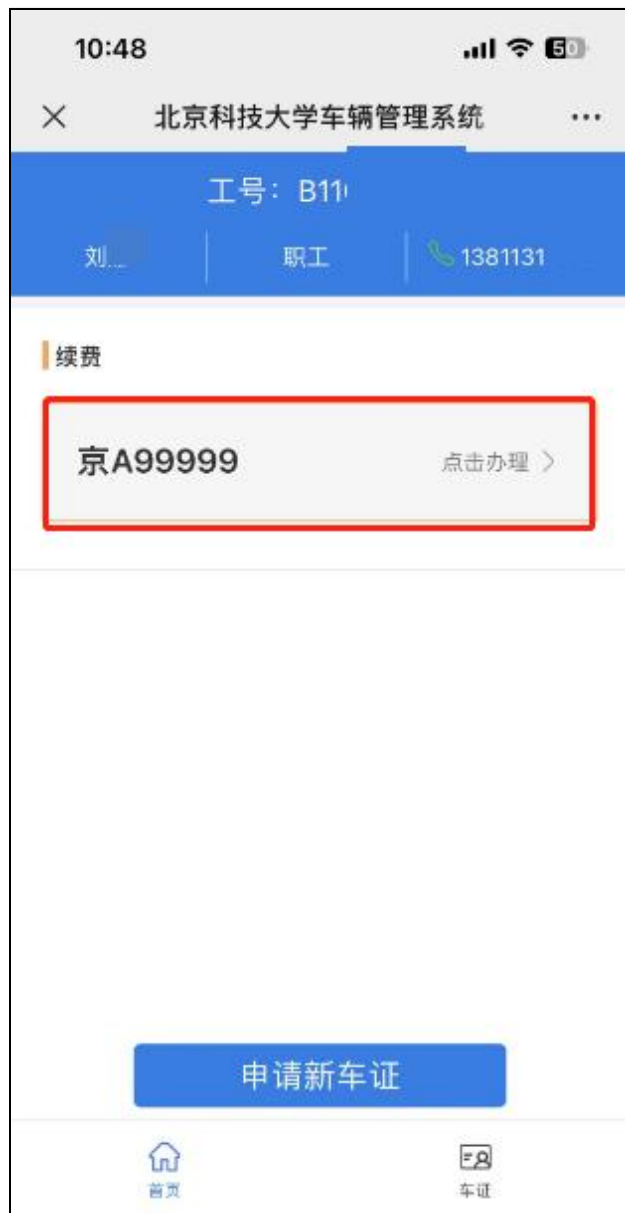 10:48 50
北京科技大学车辆管理系统
工号：B11
刘 职工 1381131
续费
京A99999 点击办理
申请新车证
首页 车证